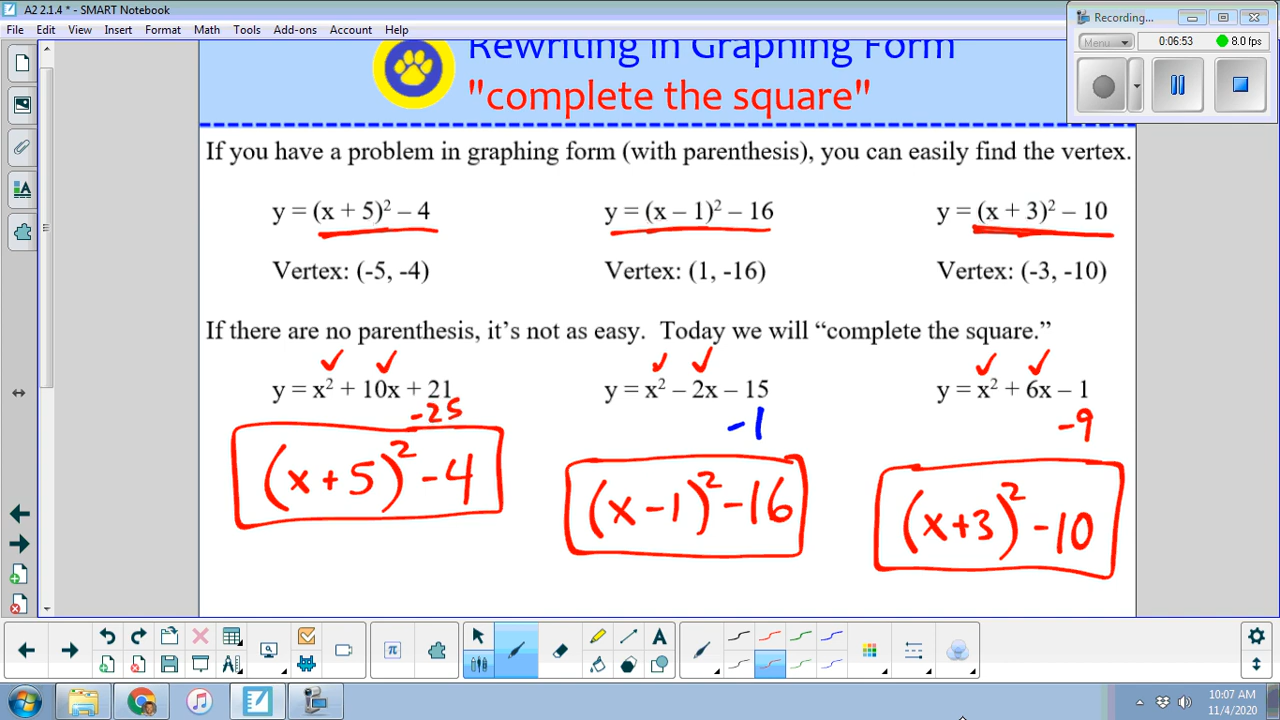 A2 2.1.4 * - SMART Notebook
File Edit View Insert Format Math Tools Add-ons Account Help
Recording...
Menu 0:06:53 8.0 fps
Rewriting in Graphing Form
"complete the square"
If you have a problem in graphing form (with parenthesis), you can easily find the vertex.
y = (x + 5)² – 4 y = (x – 1)² – 16 y = (x + 3)² – 10
Vertex: (-5, -4) Vertex: (1, -16) Vertex: (-3, -10)
If there are no parenthesis, it’s not as easy. Today we will “complete the square.”
y = x² + 10x + 21 y = x² – 2x – 15 y = x² + 6x – 1
-25 -1 -9
(x+5)² -4 (x-1)² -16 (x+3)² -10
π A
10:07 AM
11/4/2020